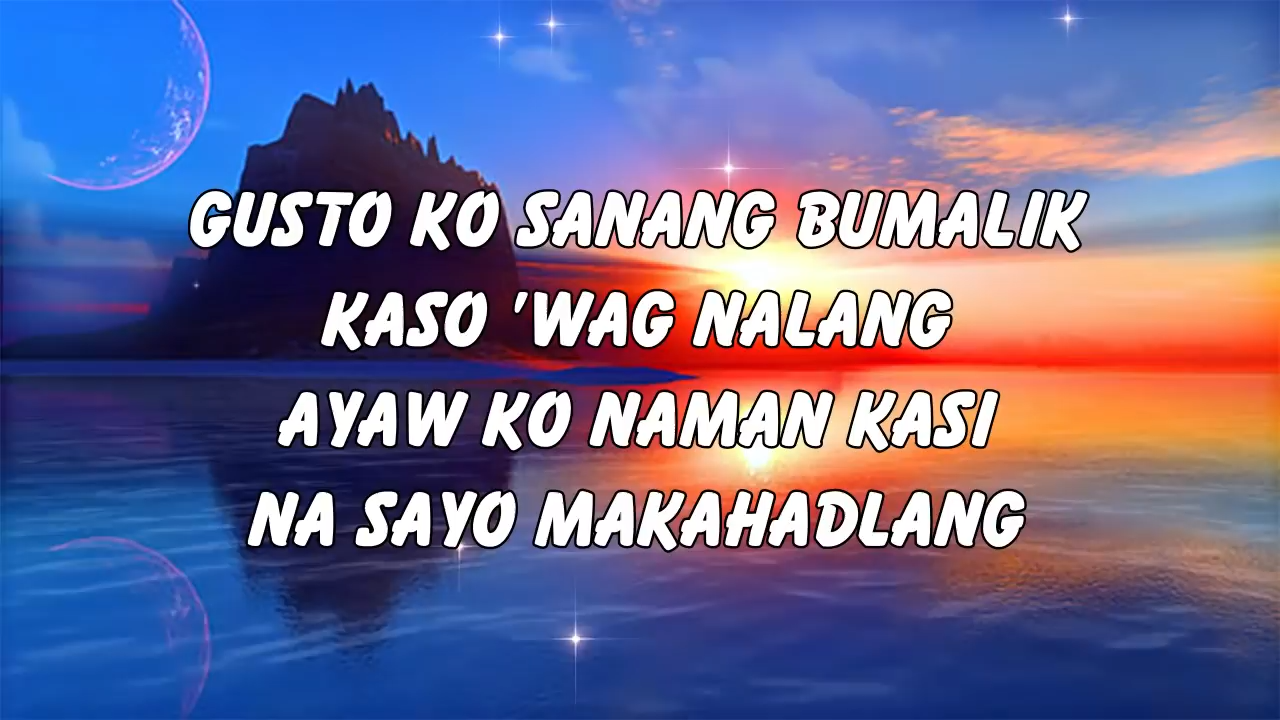 GUSTO KO SANANG BUMALIK
KASO 'WAG NALANG
AYAW KO NAMAN KASI
NA SAYO MAKAHADLANG